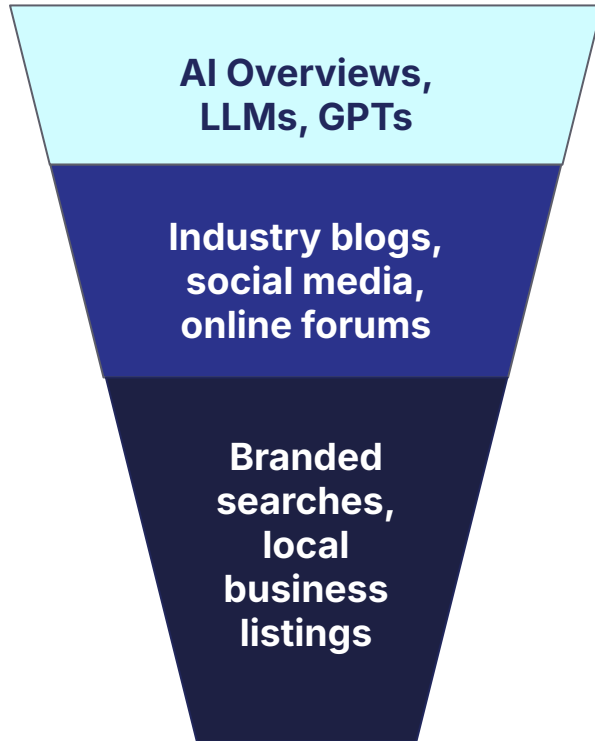 AI Overviews,
LLMs, GPTs
Industry blogs,
social media,
online forums
Branded
searches,
local
business
listings